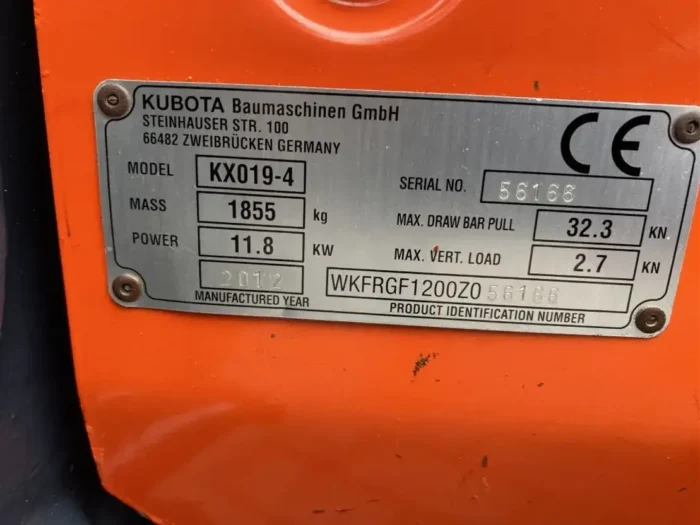 KUBOTA Baumaschinen GmbH
STEINHAUSER STR. 100
66482 ZWEIBRÜCKEN GERMANY
CE
MODEL KX019-4
SERIAL NO. 56166
MASS 1855 kg
MAX. DRAW BAR PULL 32.3 KN
POWER 11.8 KW
MAX. VERT. LOAD 2.7 KN
2012
MANUFACTURED YEAR
WKFRGF1200Z056166
PRODUCT IDENTIFICATION NUMBER